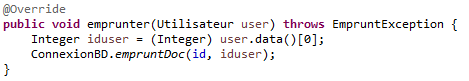 @Override
public void emprunter(Utilisateur user) throws EmpruntException {
    Integer iduser = (Integer) user.data()[0];
    ConnexionBD.empruntDoc(id, iduser);
}